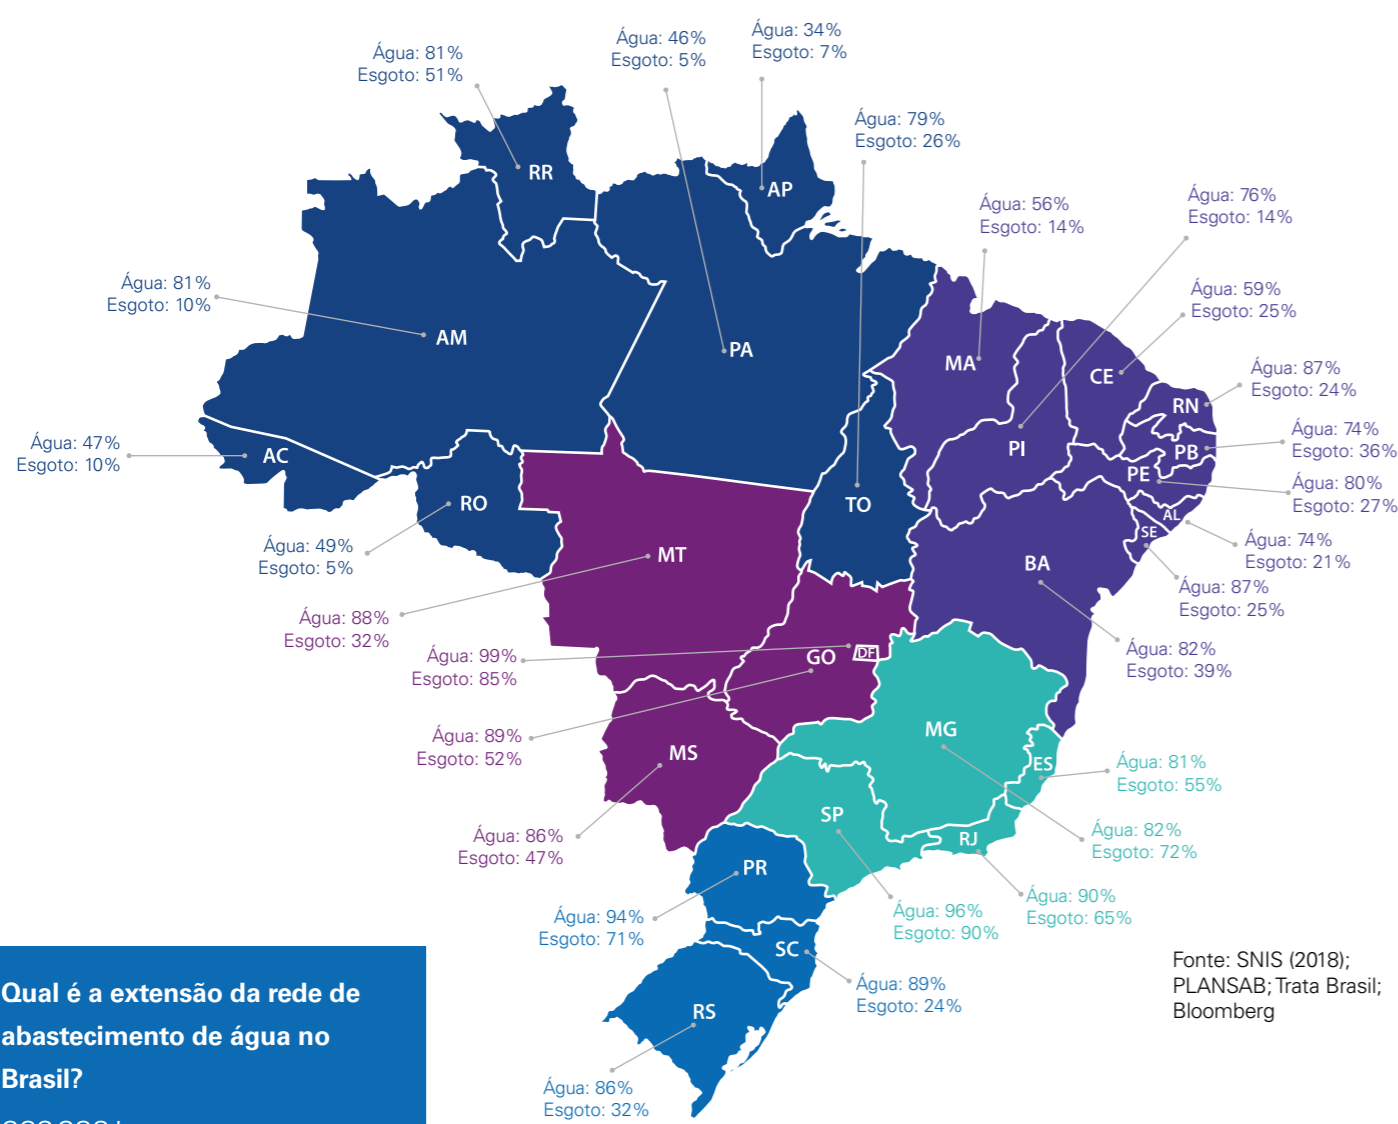 Água: 34%
Esgoto: 7%
Água: 46%
Esgoto: 5%
Água: 81%
Esgoto: 51%
Água: 79%
Esgoto: 26%
RR
AP
Água: 76%
Esgoto: 14%
Água: 56%
Esgoto: 14%
Água: 81%
Esgoto: 10%
Água: 59%
Esgoto: 25%
AM
PA
MA
CE
Água: 87%
Esgoto: 24%
RN
Água: 74%
Esgoto: 36%
Água: 47%
Esgoto: 10%
AC
PI
PB
PE
Água: 80%
Esgoto: 27%
RO
TO
AL
SE
Água: 49%
Esgoto: 5%
MT
BA
Água: 74%
Esgoto: 21%
Água: 87%
Esgoto: 25%
Água: 88%
Esgoto: 32%
Água: 99%
Esgoto: 85%
GO
DF
Água: 82%
Esgoto: 39%
Água: 89%
Esgoto: 52%
MS
MG
ES
Água: 81%
Esgoto: 55%
SP
RJ
Água: 86%
Esgoto: 47%
Água: 82%
Esgoto: 72%
PR
Água: 94%
Esgoto: 71%
Água: 96%
Esgoto: 90%
Água: 90%
Esgoto: 65%
SC
Água: 89%
Esgoto: 24%
RS
Água: 86%
Esgoto: 32%
Fonte: SNIS (2018);
PLANSAB; Trata Brasil;
Bloomberg
Qual é a extensão da rede de
abastecimento de água no
Brasil?